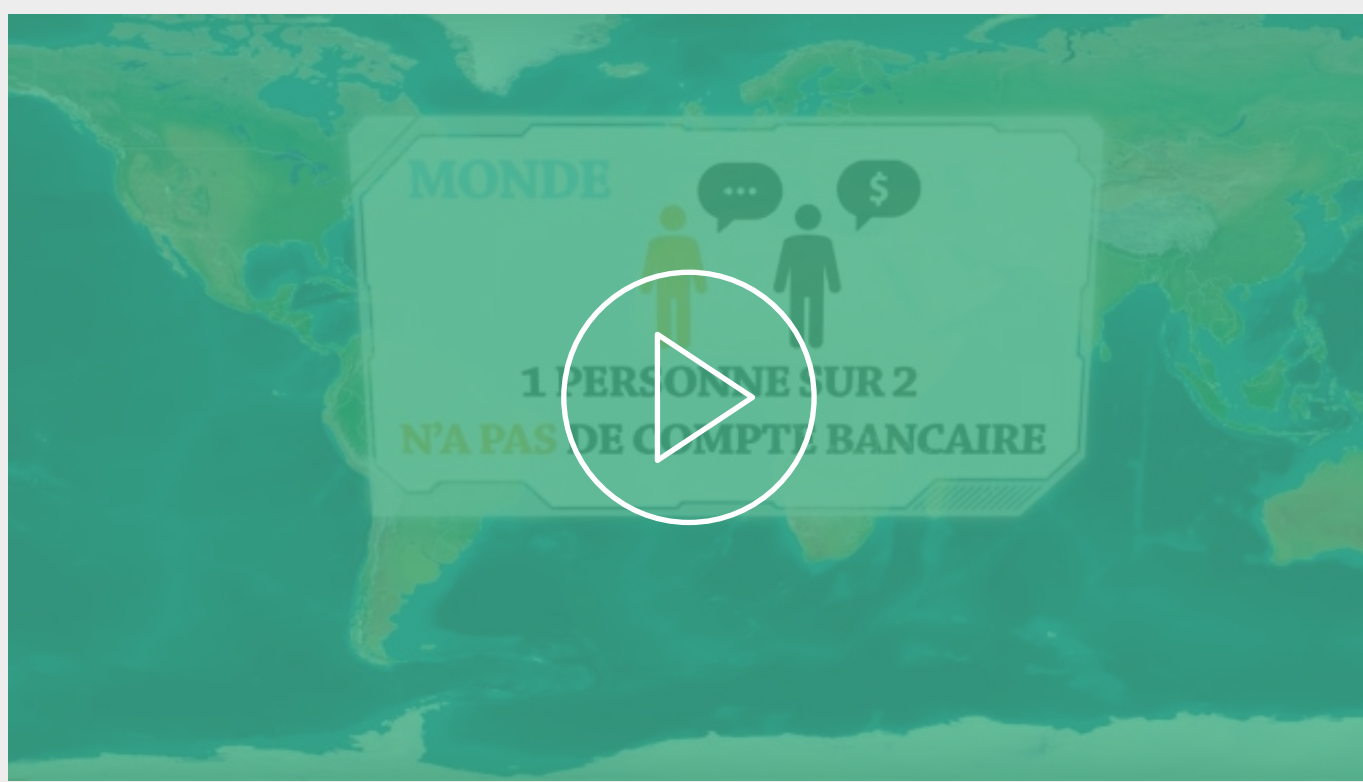 MONDE
...
$
1 PERSONNE SUR 2
N'A PAS DE COMPTE BANCAIRE